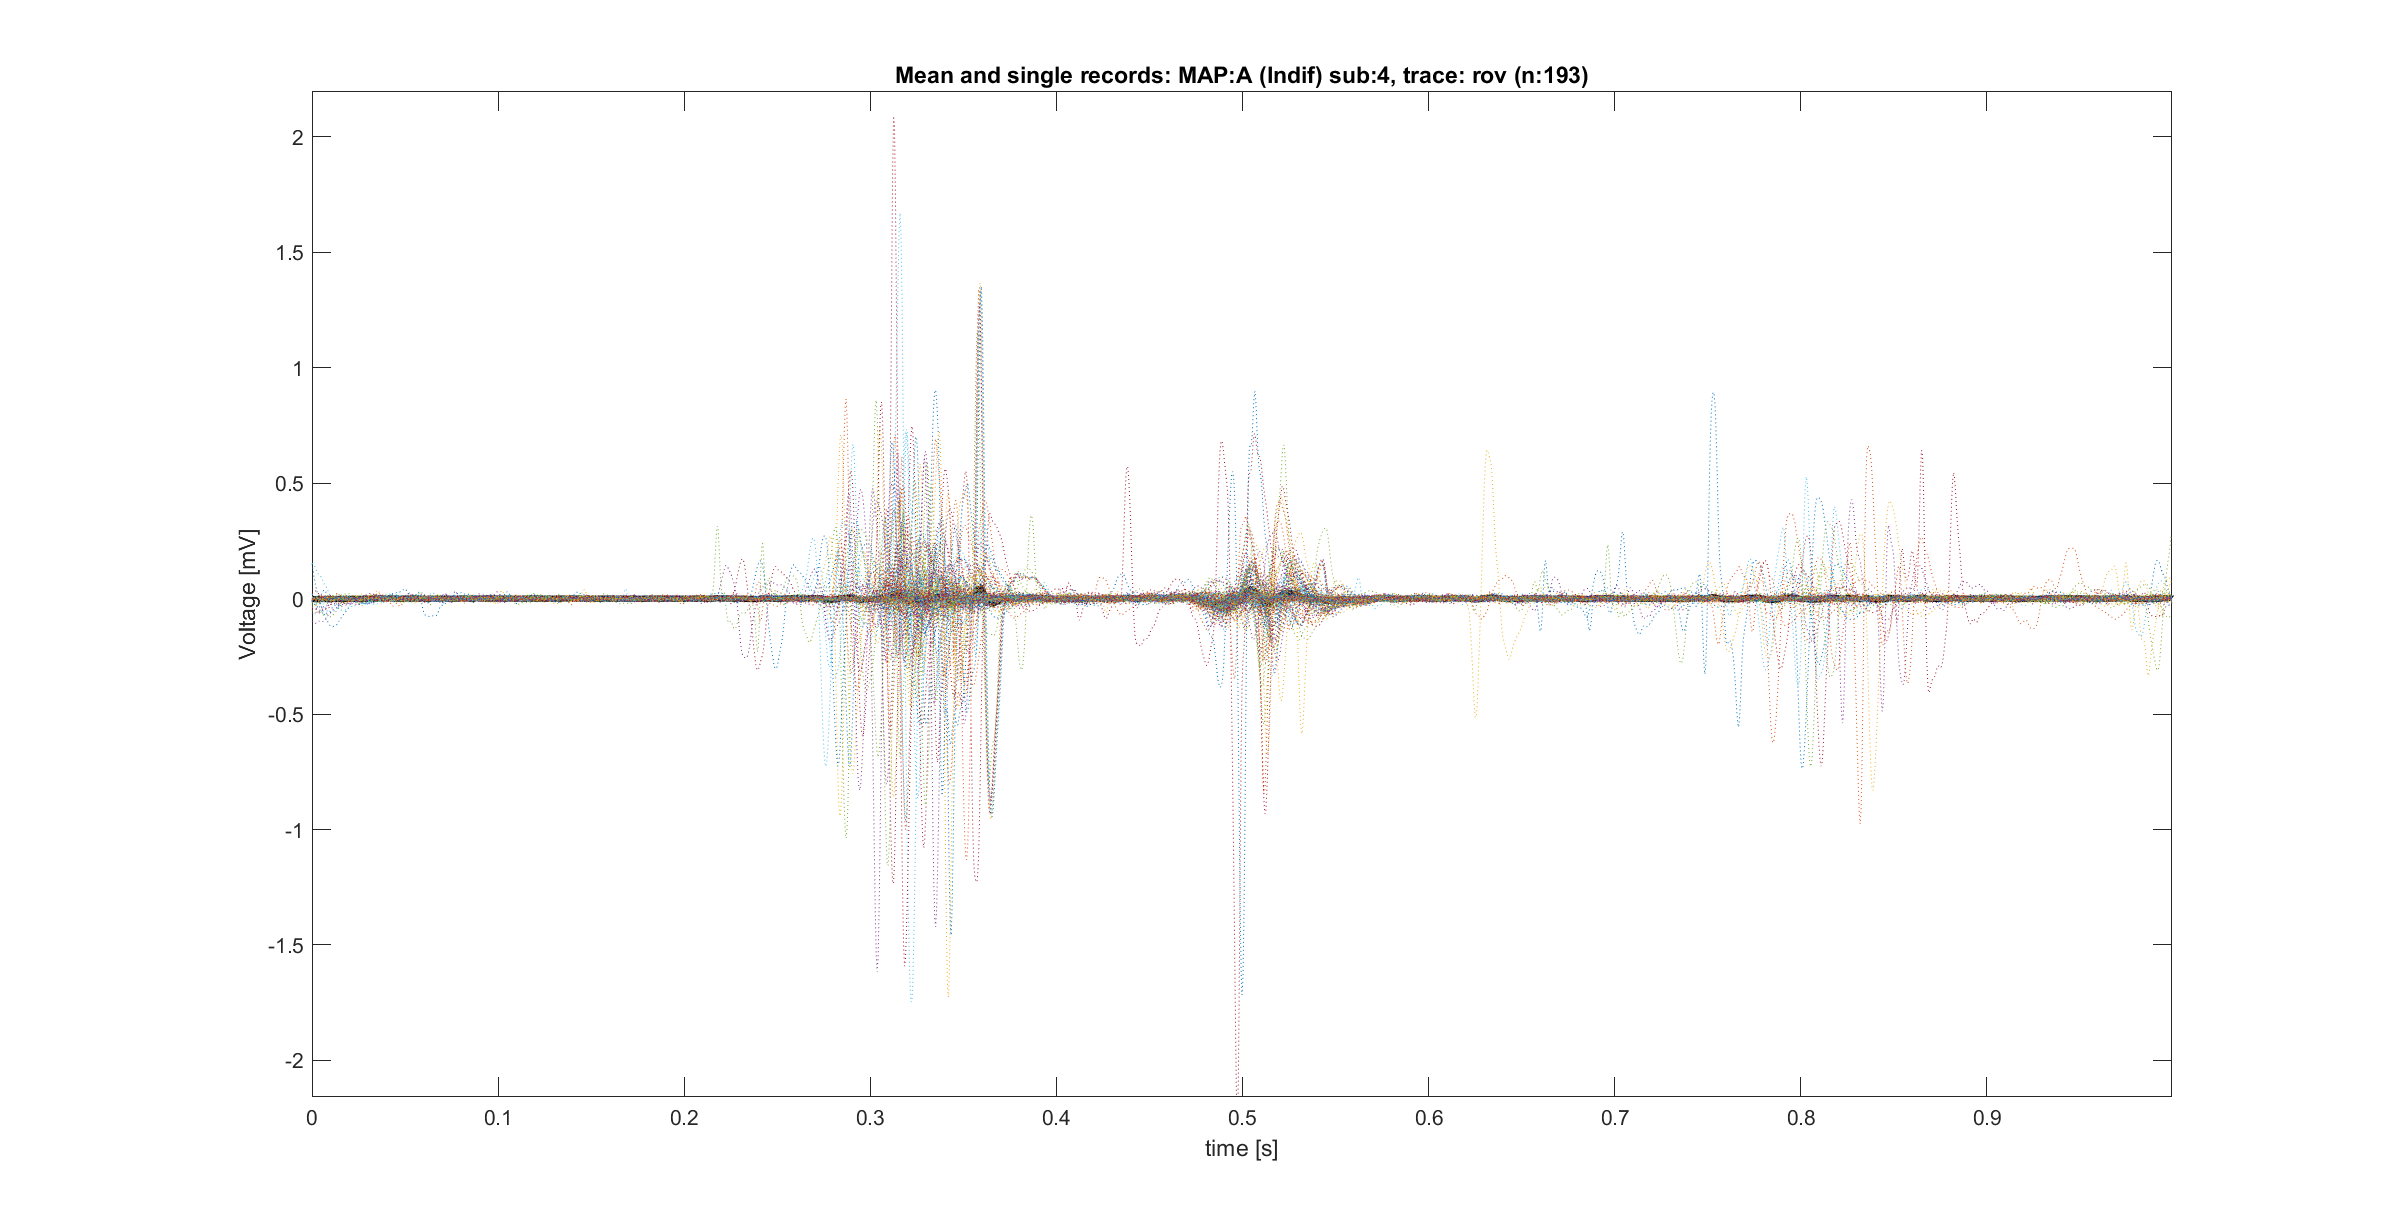 Mean and single records: MAP:A (Indif) sub:4, trace: rov (n:193)
2
1.5
1
0.5
0
-0.5
-1
-1.5
-2
Voltage [mV]
0 0.1 0.2 0.3 0.4 0.5 0.6 0.7 0.8 0.9
time [s]